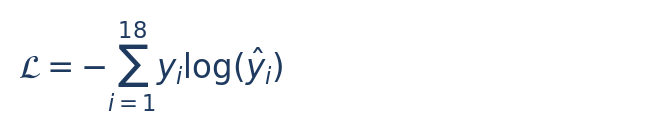 ℒ = −∑_{i=1}^{18} y_i log(ŷ_i)